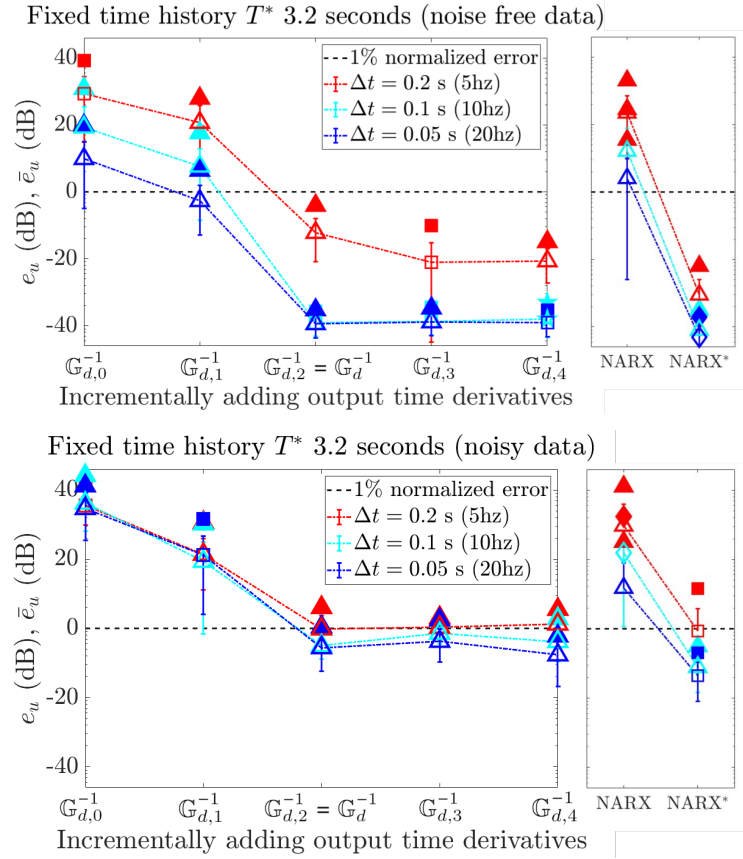 Fixed time history T* 3.2 seconds (noise free data)
e_u (dB), ē_u (dB)
40
20
0
-20
-40
1% normalized error
Δt = 0.2 s (5hz)
Δt = 0.1 s (10hz)
Δt = 0.05 s (20hz)
𝔾⁻¹_{d,0} 𝔾⁻¹_{d,1} 𝔾⁻¹_{d,2} = 𝔾⁻¹_d 𝔾⁻¹_{d,3} 𝔾⁻¹_{d,4}
NARX NARX*
Incrementally adding output time derivatives
Fixed time history T* 3.2 seconds (noisy data)
e_u (dB), ē_u (dB)
40
20
0
-20
-40
1% normalized error
Δt = 0.2 s (5hz)
Δt = 0.1 s (10hz)
Δt = 0.05 s (20hz)
𝔾⁻¹_{d,0} 𝔾⁻¹_{d,1} 𝔾⁻¹_{d,2} = 𝔾⁻¹_d 𝔾⁻¹_{d,3} 𝔾⁻¹_{d,4}
NARX NARX*
Incrementally adding output time derivatives